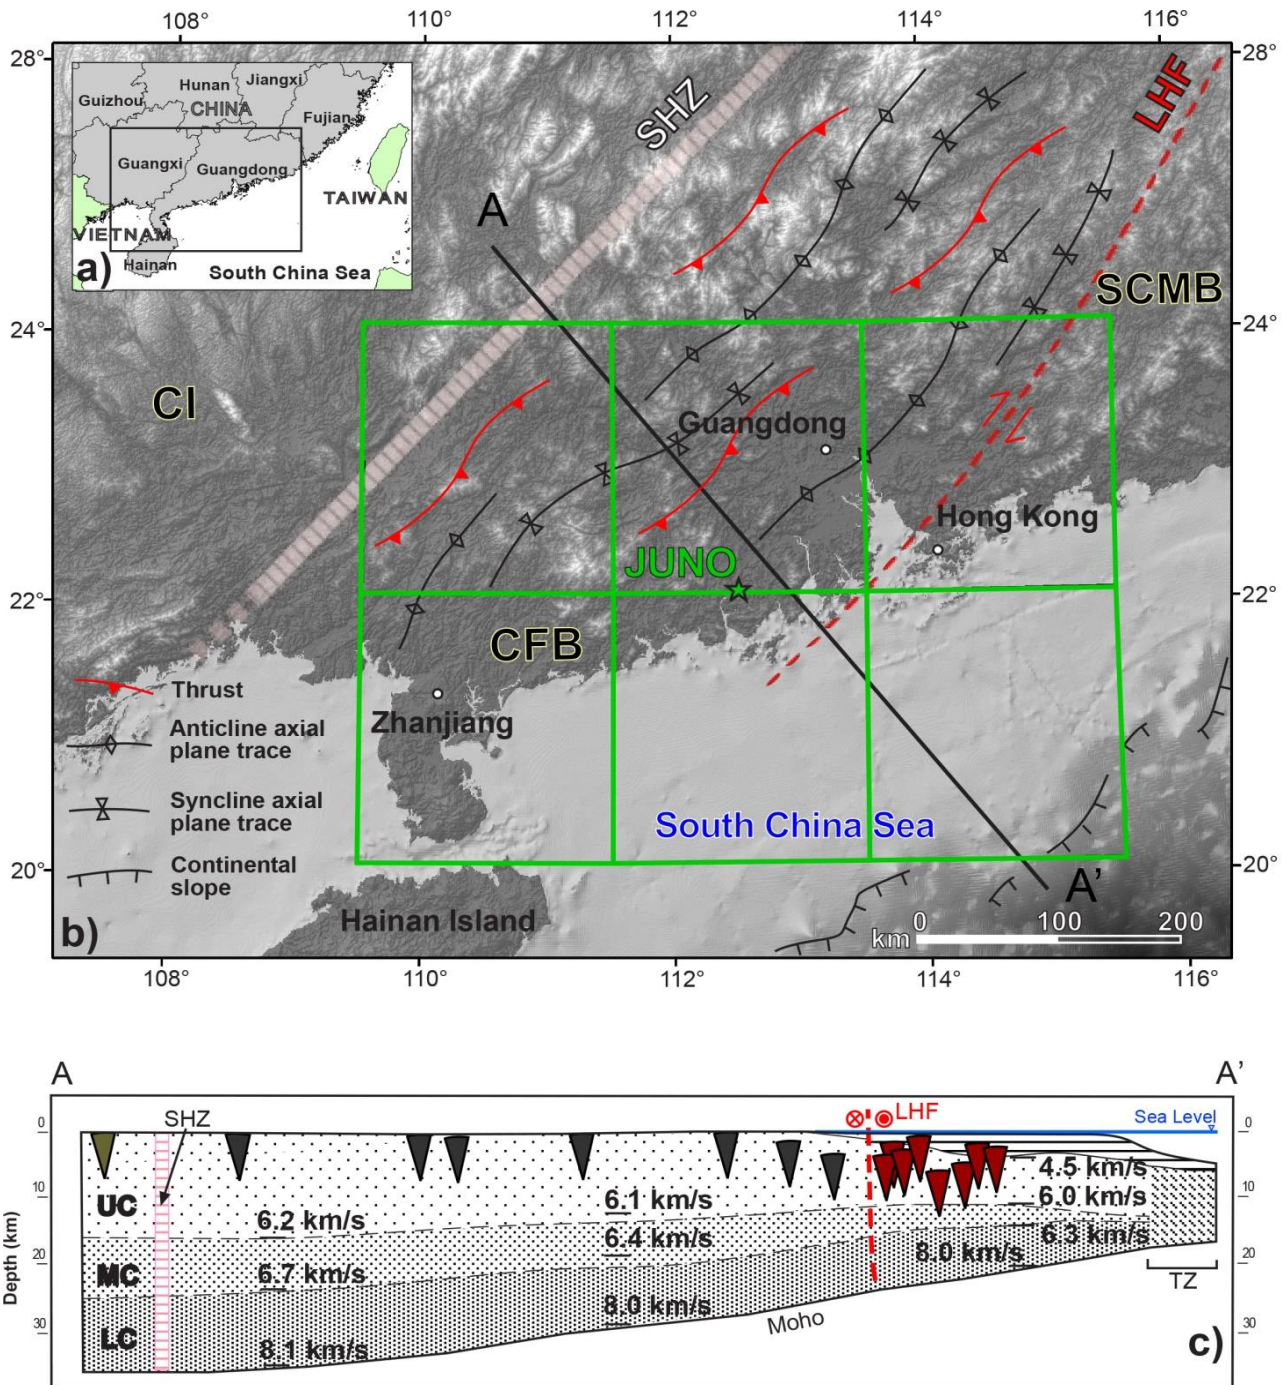 108° 110° 112° 114° 116°
28° 28°
Hunan Jiangxi
Guizhou CHINA
Fujian
Guangxi Guangdong
TAIWAN
VIETNAM
Hainan South China Sea
a)
SHZ LHF
A
SCMB
24° 24°
CI
Guangdong
Hong Kong
JUNO
22° 22°
CFB
Thrust
Zhanjiang
Anticline axial
plane trace
Syncline axial
plane trace
South China Sea
Continental
slope
20° 20°
A'
Hainan Island
b)
0 100 200
km
108° 110° 112° 114° 116°
A A'
SHZ LHF Sea Level
0 0
4.5 km/s
10 10
UC 6.2 km/s 6.1 km/s 6.0 km/s
6.4 km/s 8.0 km/s 6.3 km/s
20 20
MC 6.7 km/s TZ
8.0 km/s
Moho
30 30
LC 8.1 km/s c)
Depth (km)